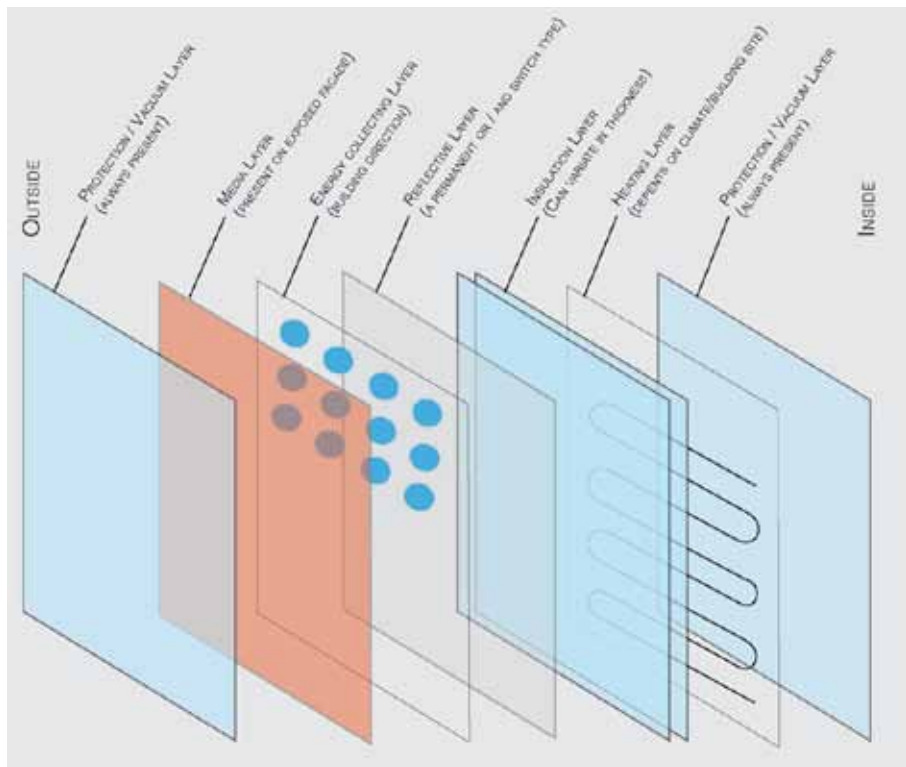 OUTSIDE
PROTECTION / VACUUM LAYER
(ALWAYS PRESENT)
MEDIA LAYER
(PRESENT ON EXPOSED FACADE)
ENERGY COLLECTING LAYER
(BUILDING DIRECTION)
REFLECTIVE LAYER
(A PERMANENT OR / AND SWITCH TYPE)
INSULATION LAYER
(CAN VARIATE IN THICKNESS)
HEATING LAYER
(DEPENTS ON CLIMATE/BUILDING SITE)
PROTECTION / VACUUM LAYER
(ALWAYS PRESENT)
INSIDE